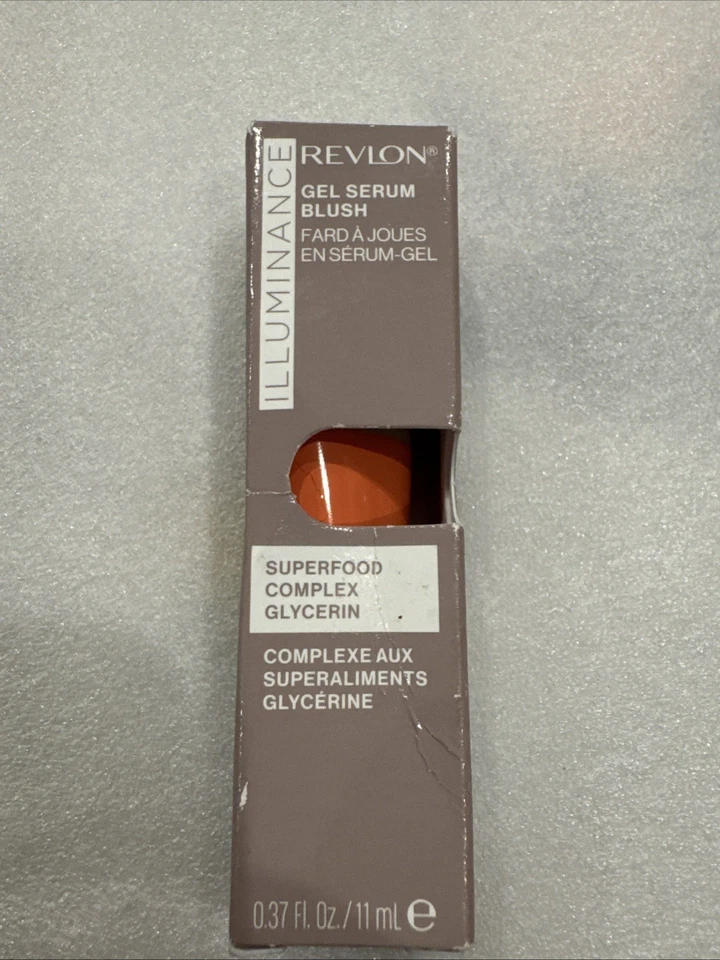 ILLUMINANCE
REVLON®
GEL SERUM
BLUSH
FARD À JOUES
EN SÉRUM-GEL
SUPERFOOD
COMPLEX
GLYCERIN
COMPLEXE AUX
SUPERALIMENTS
GLYCÉRINE
0.37 Fl. Oz./11 mL ℮